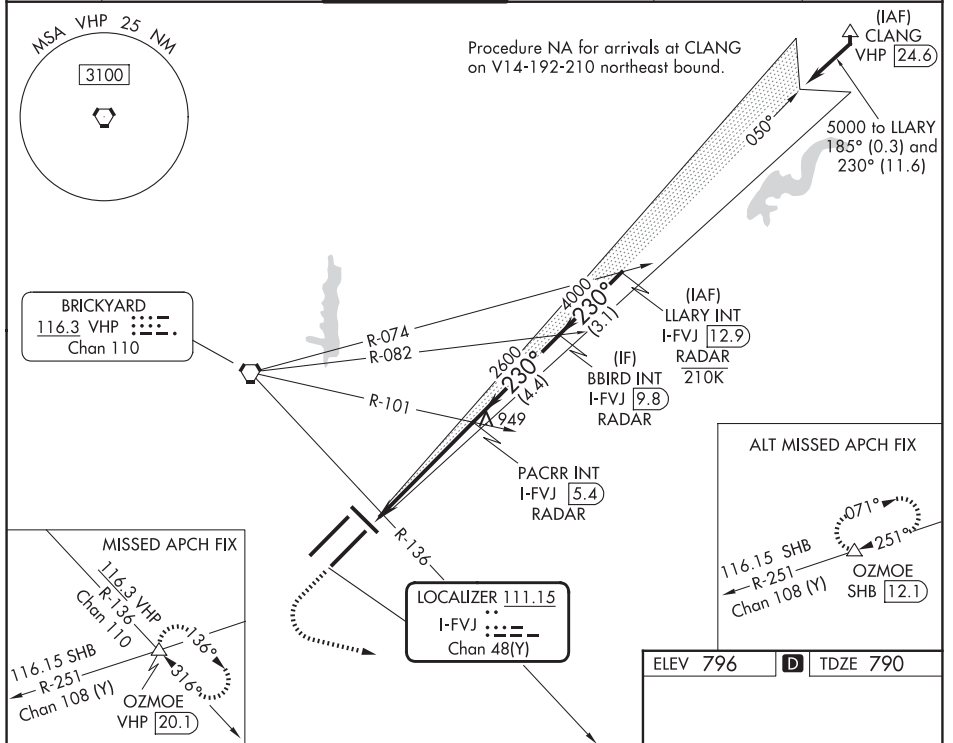 MSA VHP 25 NM
3100
Procedure NA for arrivals at CLANG
on V14-192-210 northeast bound.
(IAF)
CLANG
VHP 24.6
050°
5000 to LLARY
185° (0.3) and
230° (11.6)
BRICKYARD
116.3 VHP
Chan 110
R-074
R-082
R-101
4000
230°
(3.1)
2600
230°
(4.4)
(IAF)
LLARY INT
I-FVJ 12.9
RADAR
210K
(IF)
BBIRD INT
I-FVJ 9.8
RADAR
949
PACRR INT
I-FVJ 5.4
RADAR
R-136
LOCALIZER 111.15
I-FVJ
Chan 48(Y)
MISSED APCH FIX
116.3 VHP
R-136
Chan 110
136°
316°
116.15 SHB
R-251
Chan 108 (Y)
OZMOE
VHP 20.1
ALT MISSED APCH FIX
071°
251°
116.15 SHB
R-251
Chan 108 (Y)
OZMOE
SHB 12.1
ELEV 796 D TDZE 790